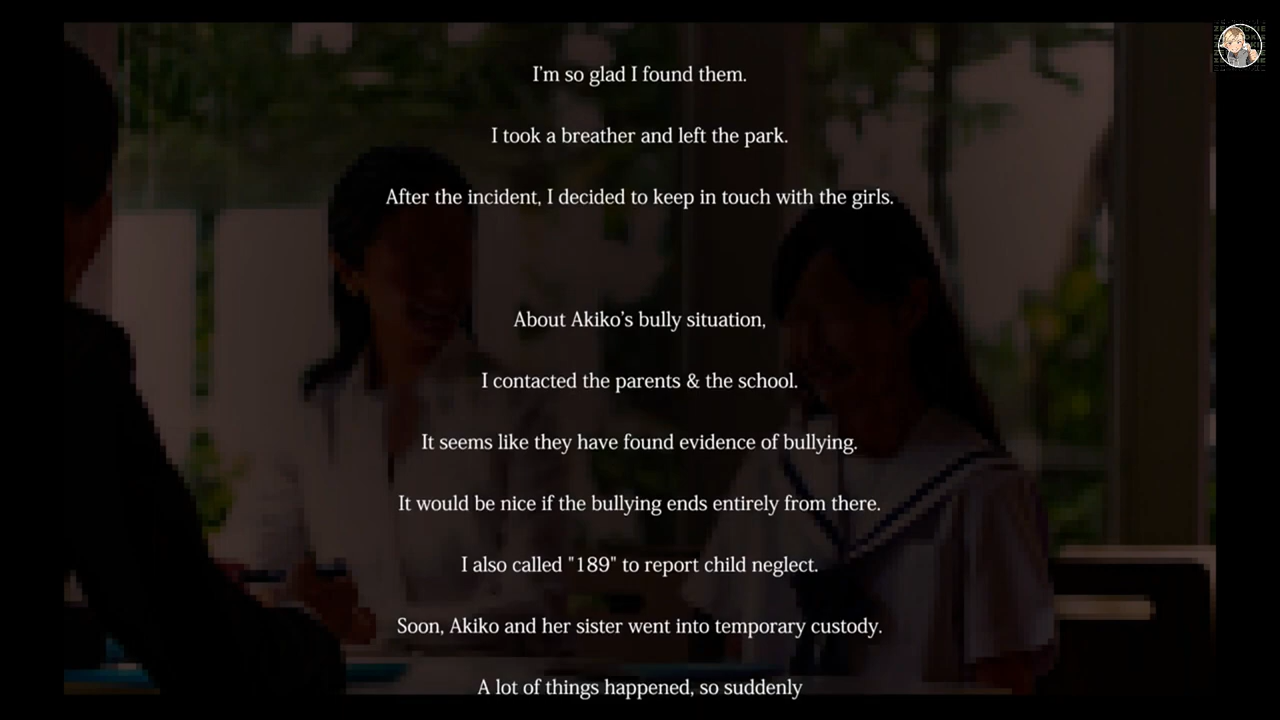 I'm so glad I found them.
I took a breather and left the park.
After the incident, I decided to keep in touch with the girls.
About Akiko's bully situation,
I contacted the parents & the school.
It seems like they have found evidence of bullying.
It would be nice if the bullying ends entirely from there.
I also called "189" to report child neglect.
Soon, Akiko and her sister went into temporary custody.
A lot of things happened, so suddenly